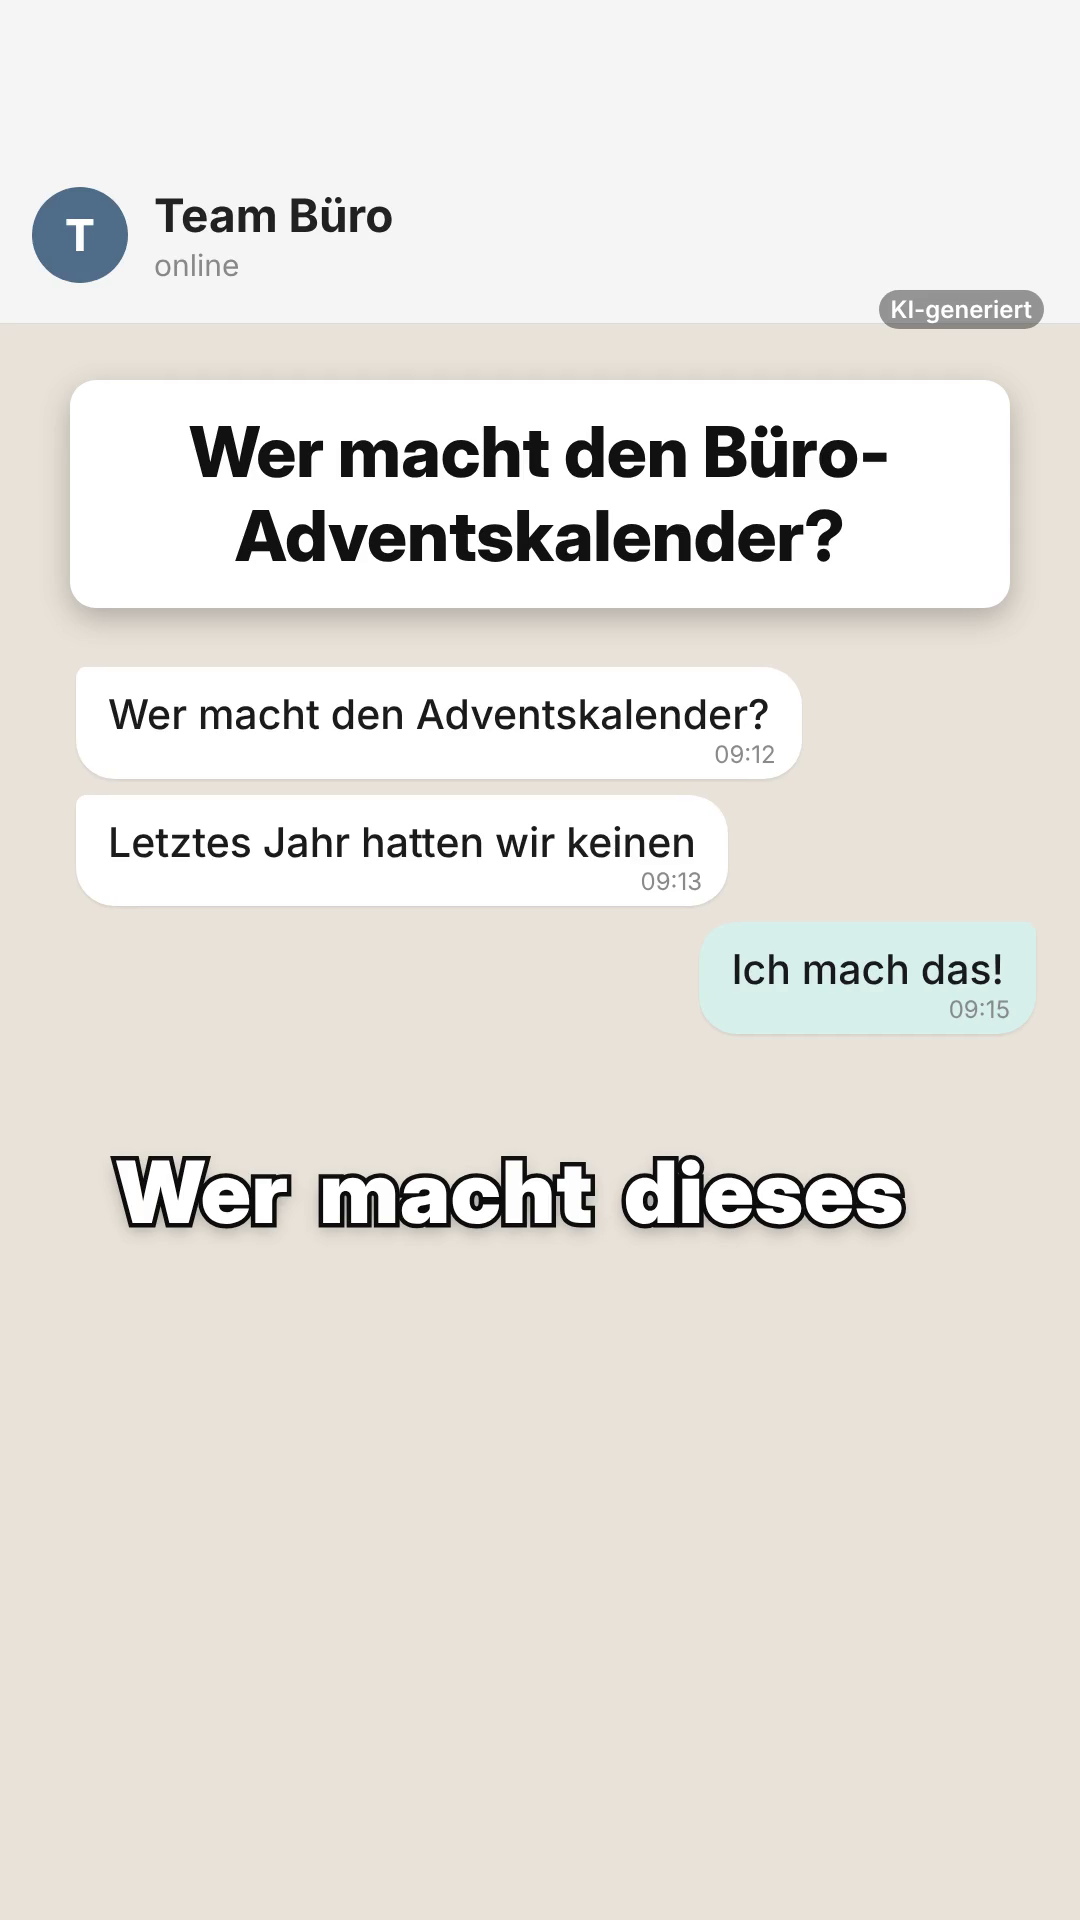 T
Team Büro
online
KI-generiert
Wer macht den Büro-
Adventskalender?
Wer macht den Adventskalender?
09:12
Letztes Jahr hatten wir keinen
09:13
Ich mach das!
09:15
Wer macht dieses